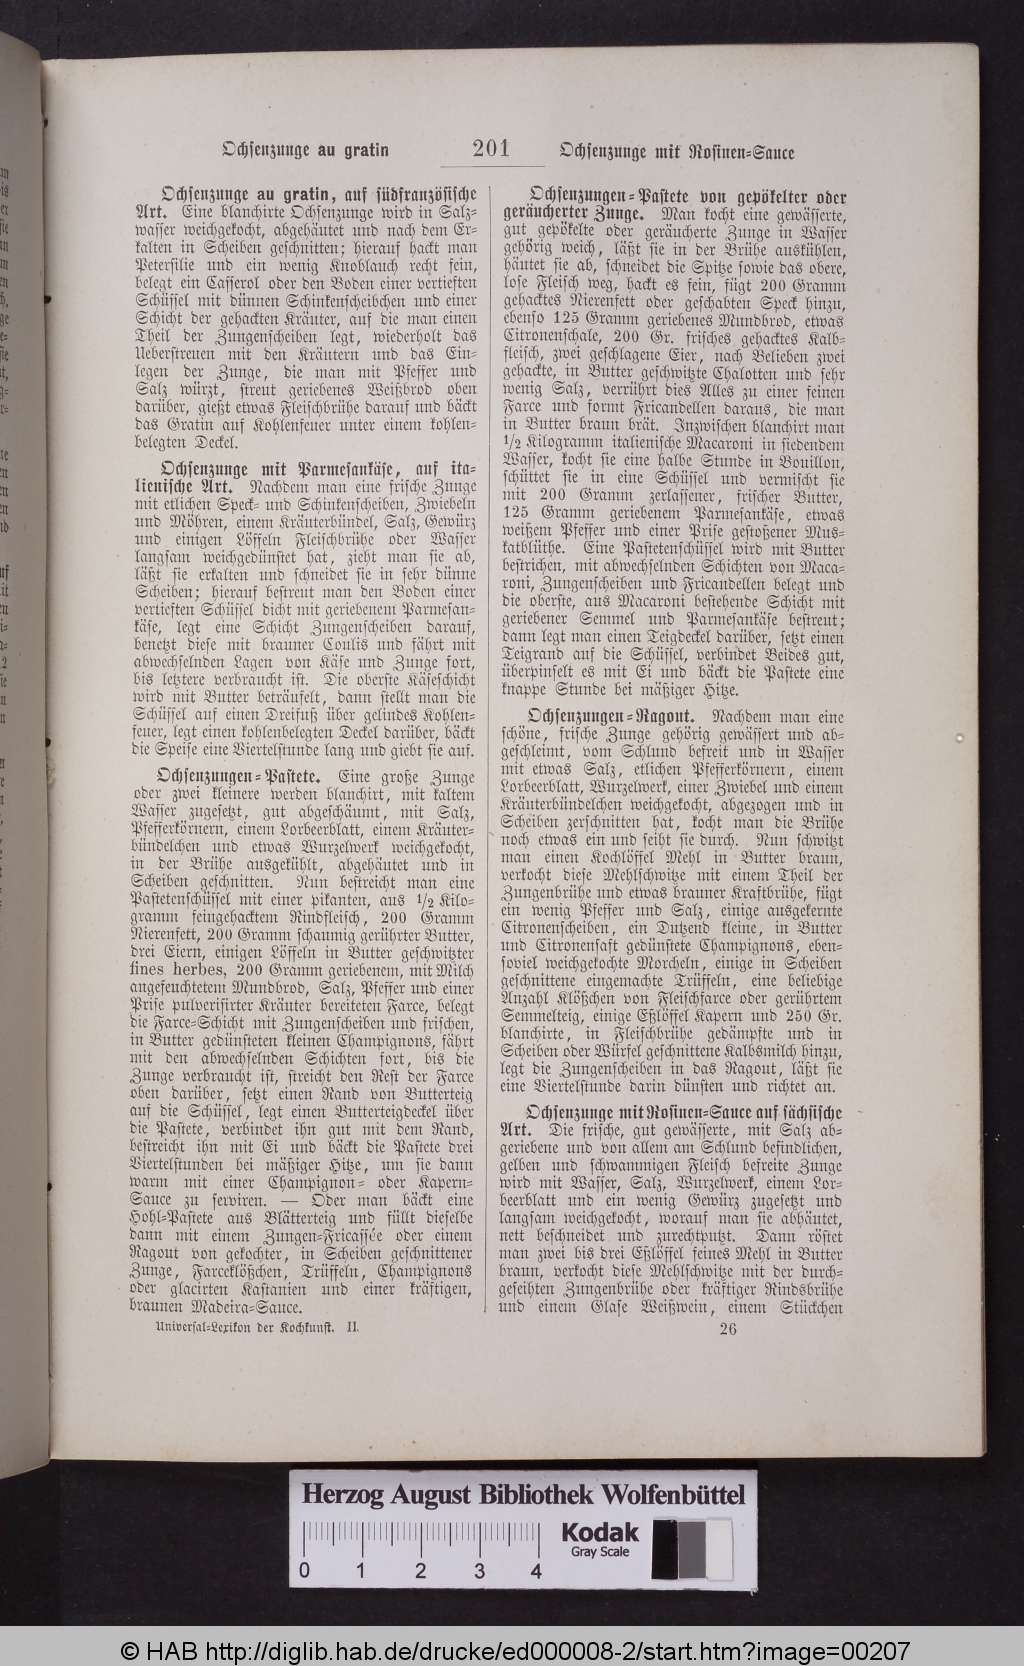 Ochsenzunge au gratin
201
Ochsenzunge mit Rosinen-Sauce
Ochsenzunge au gratin, auf südfranzösische
Art. Eine blanchirte Ochsenzunge wird in Salz-
wasser weichgekocht, abgehäutet und nach dem Er-
kalten in Scheiben geschnitten; hierauf hackt man
Petersilie und ein wenig Knoblauch recht fein,
belegt ein Casserol oder den Boden einer vertieften
Schüssel mit dünnen Schinkenscheibchen und einer
Schicht der gehackten Kräuter, auf die man einen
Theil der Zungenscheiben legt, wiederholt das
Ueberstreuen mit den Kräutern und das Ein-
legen der Zunge, die man mit Pfeffer und
Salz würzt, streut geriebenes Weißbrod oben
darüber, gießt etwas Fleischbrühe darauf und bäckt
das Gratin auf Kohlenfeuer unter einem kohlen-
belegten Deckel.
Ochsenzunge mit Parmesankäse, auf ita-
lienische Art. Nachdem man eine frische Zunge
mit etlichen Speck- und Schinkenscheiben, Zwiebeln
und Möhren, einem Kräuterbündel, Salz, Gewürz
und einigen Löffeln Fleischbrühe oder Wasser
langsam weichgedünstet hat, zieht man sie ab,
läßt sie erkalten und schneidet sie in sehr dünne
Scheiben; hierauf bestreut man den Boden einer
vertieften Schüssel dicht mit geriebenem Parmesan-
käse, legt eine Schicht Zungenscheiben darauf,
benetzt diese mit brauner Coulis und fährt mit
abwechselnden Lagen von Käse und Zunge fort,
bis letztere verbraucht ist. Die oberste Käseschicht
wird mit Butter beträufelt, dann stellt man die
Schüssel auf einen Dreifuß über gelindes Kohlen-
feuer, legt einen kohlenbelegten Deckel darüber, bäckt
die Speise eine Viertelstunde lang und giebt sie auf.
Ochsenzungen-Pastete. Eine große Zunge
oder zwei kleinere werden blanchirt, mit kaltem
Wasser zugesetzt, gut abgeschäumt, mit Salz,
Pfefferkörnern, einem Lorbeerblatt, einem Kräuter-
bündelchen und etwas Wurzelwerk weichgekocht,
in der Brühe ausgekühlt, abgehäutet und in
Scheiben geschnitten. Nun bestreicht man eine
Pastetenschüssel mit einer pikanten, aus 1/2 Kilo-
gramm feingehacktem Rindfleisch, 200 Gramm
Nierenfett, 200 Gramm schaumig gerührter Butter,
drei Eiern, einigen Löffeln in Butter geschwitzter
fines herbes, 200 Gramm geriebenem, mit Milch
angefeuchtetem Mundbrod, Salz, Pfeffer und einer
Prise pulverisirter Kräuter bereiteten Farce, belegt
die Farce-Schicht mit Zungenscheiben und frischen,
in Butter gedünsteten kleinen Champignons, fährt
mit den abwechselnden Schichten fort, bis die
Zunge verbraucht ist, streicht den Rest der Farce
oben darüber, setzt einen Rand von Butterteig
auf die Schüssel, legt einen Butterteigdeckel über
die Pastete, verbindet ihn gut mit dem Rand,
bestreicht ihn mit Ei und bäckt die Pastete drei
Viertelstunden bei mäßiger Hitze, um sie dann
warm mit einer Champignon- oder Kapern-
Sauce zu serviren. — Oder man bäckt eine
Hohl-Pastete aus Blätterteig und füllt dieselbe
dann mit einem Zungen-Fricassée oder einem
Ragout von gekochter, in Scheiben geschnittener
Zunge, Farceklößchen, Trüffeln, Champignons
oder glacirten Kastanien und einer kräftigen,
braunen Madeira-Sauce.
Ochsenzungen-Pastete von gepökelter oder
geräucherter Zunge. Man kocht eine gewässerte,
gut gepökelte oder geräucherte Zunge in Wasser
gehörig weich, läßt sie in der Brühe auskühlen,
häutet sie ab, schneidet die Spitze sowie das obere,
lose Fleisch weg, hackt es fein, fügt 200 Gramm
gehacktes Nierenfett oder geschabten Speck hinzu,
ebenso 125 Gramm geriebenes Mundbrod, etwas
Citronenschale, 200 Gr. frisches gehacktes Kalb-
fleisch, zwei geschlagene Eier, nach Belieben zwei
gehackte, in Butter geschwitzte Chalotten und sehr
wenig Salz, verrührt dies Alles zu einer feinen
Farce und formt Fricandellen daraus, die man
in Butter braun brät. Inzwischen blanchirt man
1/2 Kilogramm italienische Macaroni in siedendem
Wasser, kocht sie eine halbe Stunde in Bouillon,
schüttet sie in eine Schüssel und vermischt sie
mit 200 Gramm zerlassener, frischer Butter,
125 Gramm geriebenem Parmesankäse, etwas
weißem Pfeffer und einer Prise gestoßener Mus-
katblüthe. Eine Pastetenschüssel wird mit Butter
bestrichen, mit abwechselnden Schichten von Maca-
roni, Zungenscheiben und Fricandellen belegt und
die oberste, aus Macaroni bestehende Schicht mit
geriebener Semmel und Parmesankäse bestreut;
dann legt man einen Teigdeckel darüber, setzt einen
Teigrand auf die Schüssel, verbindet Beides gut,
überpinselt es mit Ei und bäckt die Pastete eine
knappe Stunde bei mäßiger Hitze.
Ochsenzungen-Ragout. Nachdem man eine
schöne, frische Zunge gehörig gewässert und ab-
geschleimt, vom Schlund befreit und in Wasser
mit etwas Salz, etlichen Pfefferkörnern, einem
Lorbeerblatt, Wurzelwerk, einer Zwiebel und einem
Kräuterbündelchen weichgekocht, abgezogen und in
Scheiben zerschnitten hat, kocht man die Brühe
noch etwas ein und seiht sie durch. Nun schwitzt
man einen Kochlöffel Mehl in Butter braun,
verkocht diese Mehlschwitze mit einem Theil der
Zungenbrühe und etwas brauner Kraftbrühe, fügt
ein wenig Pfeffer und Salz, einige ausgekernte
Citronenscheiben, ein Dutzend kleine, in Butter
und Citronensaft gedünstete Champignons, eben-
soviel weichgekochte Morcheln, einige in Scheiben
geschnittene eingemachte Trüffeln, eine beliebige
Anzahl Klößchen von Fleischfarce oder gerührtem
Semmelteig, einige Eßlöffel Kapern und 250 Gr.
blanchirte, in Fleischbrühe gedämpfte und in
Scheiben oder Würfel geschnittene Kalbsmilch hinzu,
legt die Zungenscheiben in das Ragout, läßt sie
eine Viertelstunde darin dünsten und richtet an.
Ochsenzunge mit Rosinen-Sauce auf sächsische
Art. Die frische, gut gewässerte, mit Salz ab-
geriebene und von allem am Schlund befindlichen,
gelben und schwammigen Fleisch befreite Zunge
wird mit Wasser, Salz, Wurzelwerk, einem Lor-
beerblatt und ein wenig Gewürz zugesetzt und
langsam weichgekocht, worauf man sie abhäutet,
nett beschneidet und zurechtputzt. Dann röstet
man zwei bis drei Eßlöffel feines Mehl in Butter
braun, verkocht diese Mehlschwitze mit der durch-
geseihten Zungenbrühe oder kräftiger Rindsbrühe
und einem Glase Weißwein, einem Stückchen
Universal-Lexikon der Kochkunst. II.
26
Herzog August Bibliothek Wolfenbüttel
Kodak
Gray Scale
0 1 2 3 4
© HAB http://diglib.hab.de/drucke/ed000008-2/start.htm?image=00207